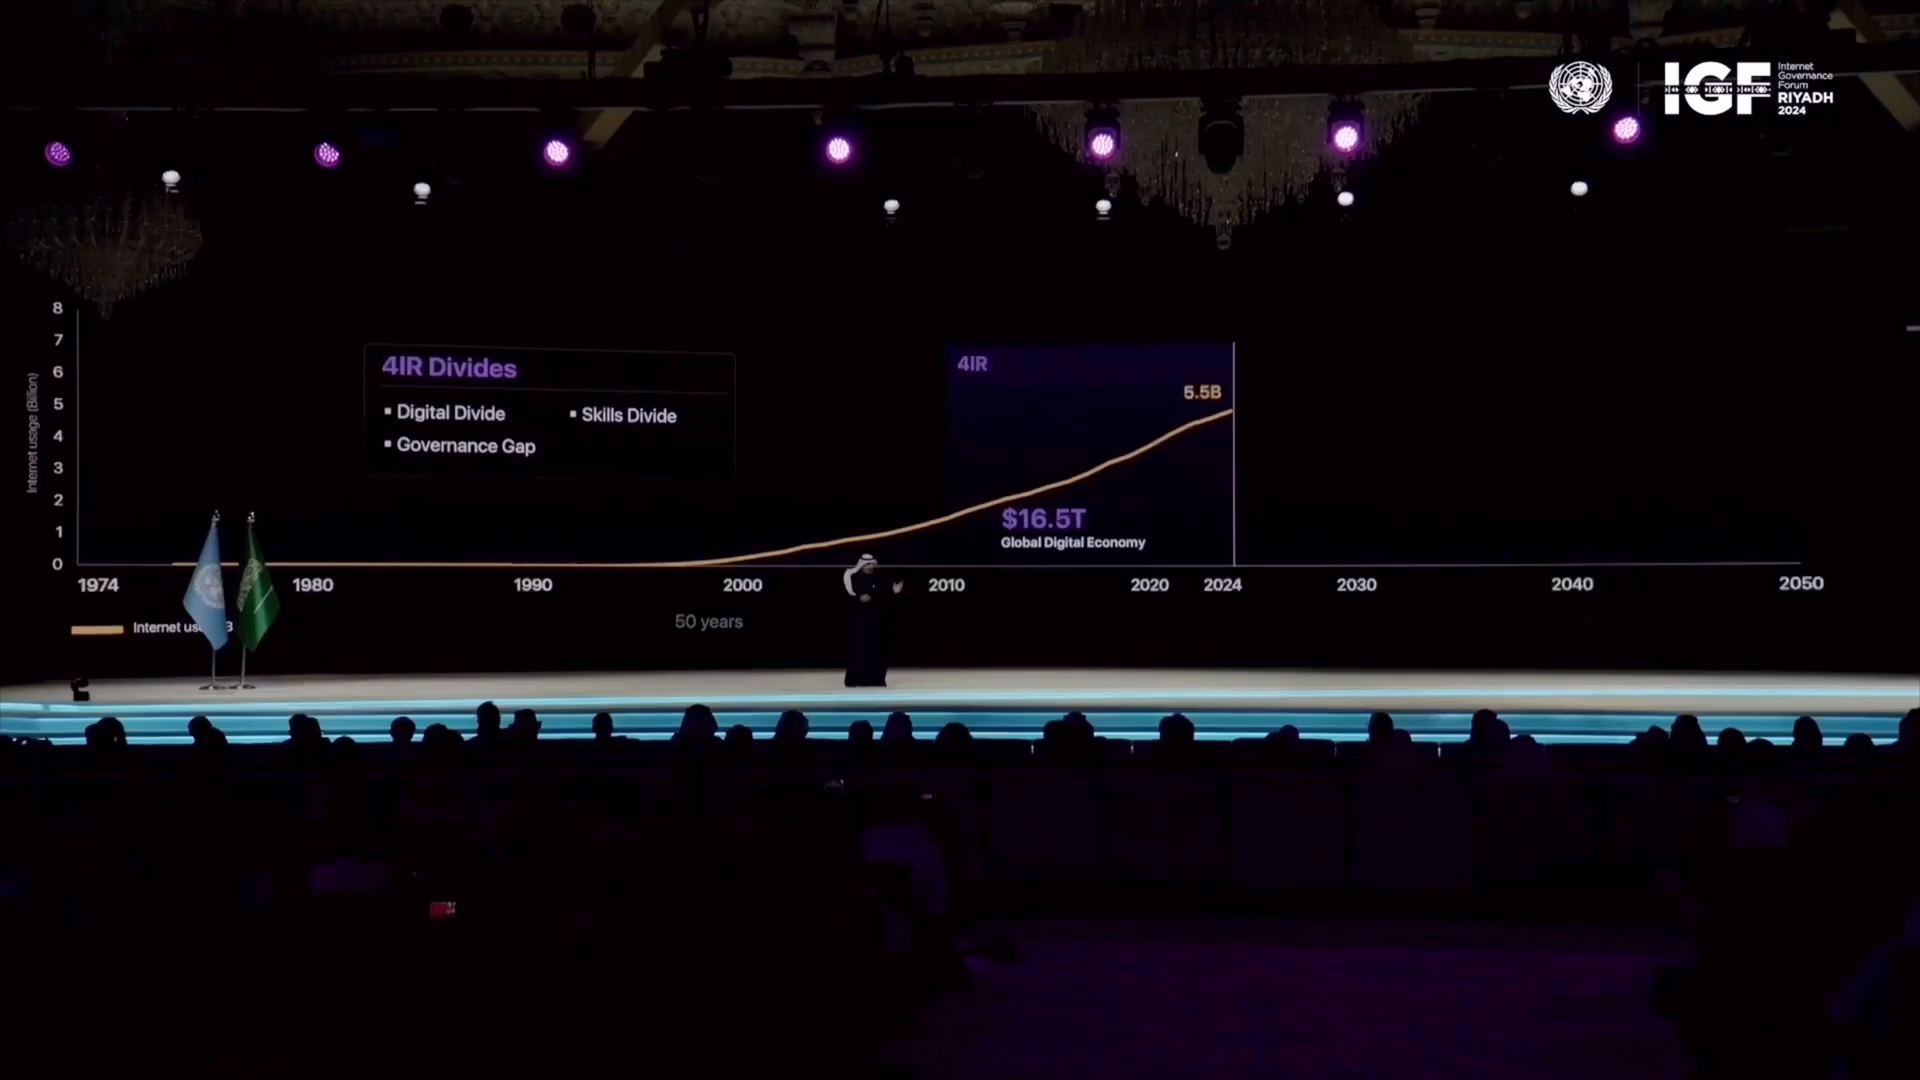 Internet
Governance
Forum
IGF RIYADH
2024
8
7
6
5
4
3
2
1
0
Internet usage (Billion)
4IR Divides
▪ Digital Divide ▪ Skills Divide
▪ Governance Gap
4IR
5.5B
$16.5T
Global Digital Economy
1974 1980 1990 2000 2010 2020 2024 2030 2040 2050
Internet
50 years